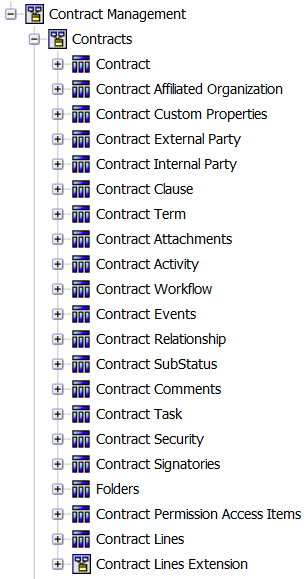 Contract Management
Contracts
Contract
Contract Affiliated Organization
Contract Custom Properties
Contract External Party
Contract Internal Party
Contract Clause
Contract Term
Contract Attachments
Contract Activity
Contract Workflow
Contract Events
Contract Relationship
Contract SubStatus
Contract Comments
Contract Task
Contract Security
Contract Signatories
Folders
Contract Permission Access Items
Contract Lines
Contract Lines Extension